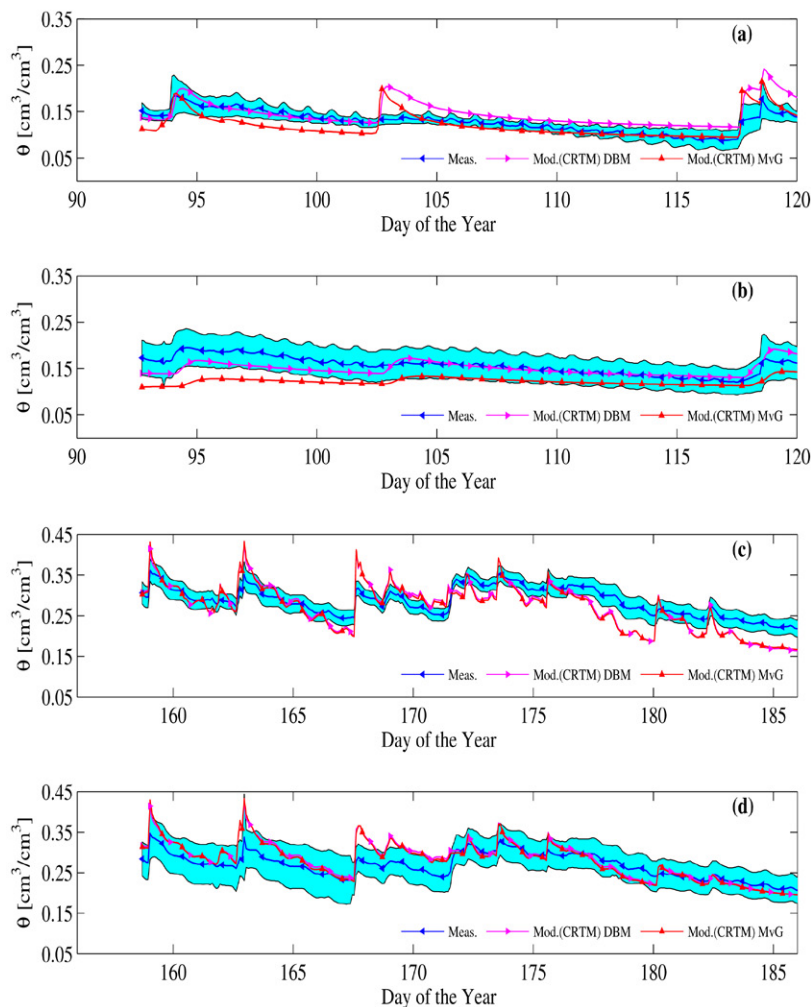 (a)
θ [cm³/cm³]
0.35
0.25
0.15
0.05
Meas. Mod.(CRTM) DBM Mod.(CRTM) MvG
90 95 100 105 110 115 120
Day of the Year
(b)
θ [cm³/cm³]
0.35
0.25
0.15
0.05
Meas. Mod.(CRTM) DBM Mod.(CRTM) MvG
90 95 100 105 110 115 120
Day of the Year
(c)
θ [cm³/cm³]
0.45
0.35
0.25
0.15
0.05
Meas. Mod.(CRTM) DBM Mod.(CRTM) MvG
160 165 170 175 180 185
Day of the Year
(d)
θ [cm³/cm³]
0.45
0.35
0.25
0.15
0.05
Meas. Mod.(CRTM) DBM Mod.(CRTM) MvG
160 165 170 175 180 185
Day of the Year